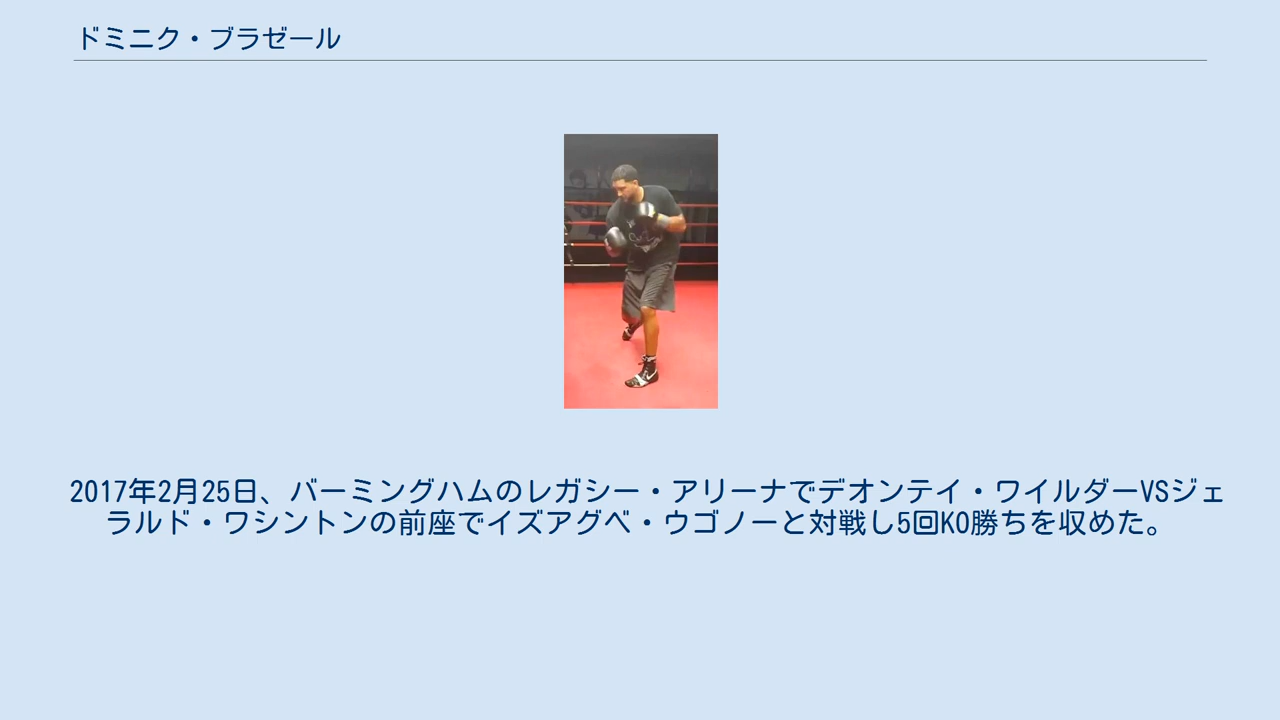 ドミニク・ブラゼール
2017年2月25日、バーミングハムのレガシー・アリーナでデオンテイ・ワイルダーVSジェ
ラルド・ワシントンの前座でイズアグベ・ウゴノーと対戦し5回KO勝ちを収めた。